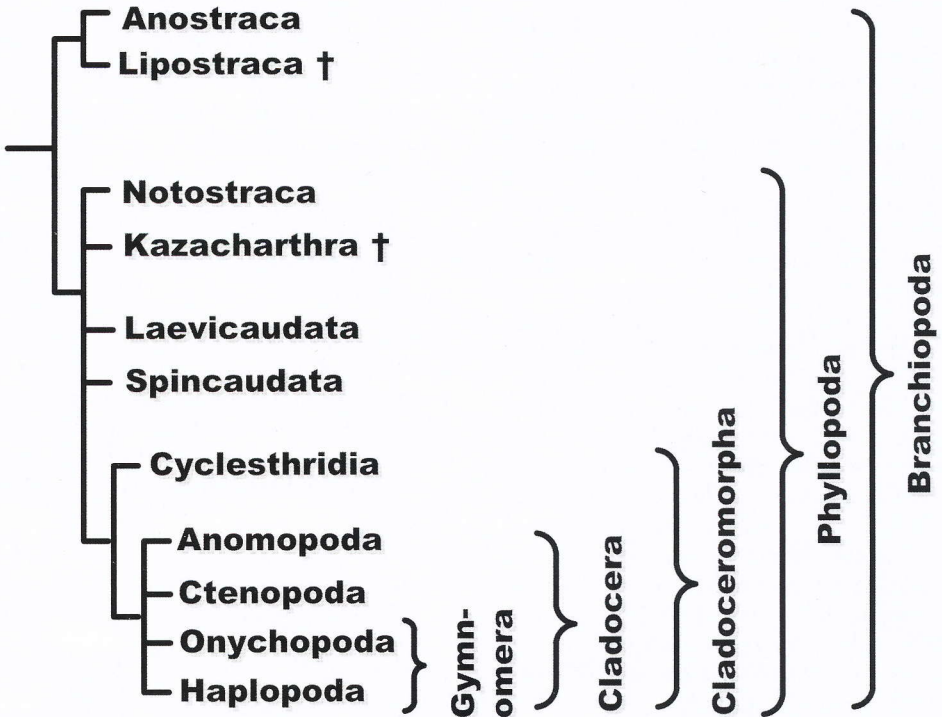 Anostraca
Lipostraca †
Notostraca
Kazacharthra †
Laevicaudata
Spincaudata
Cyclesthridia
Anomopoda
Ctenopoda
Onychopoda
Haplopoda
Gymn-
omera
Cladocera
Cladoceromorpha
Phyllopoda
Branchiopoda